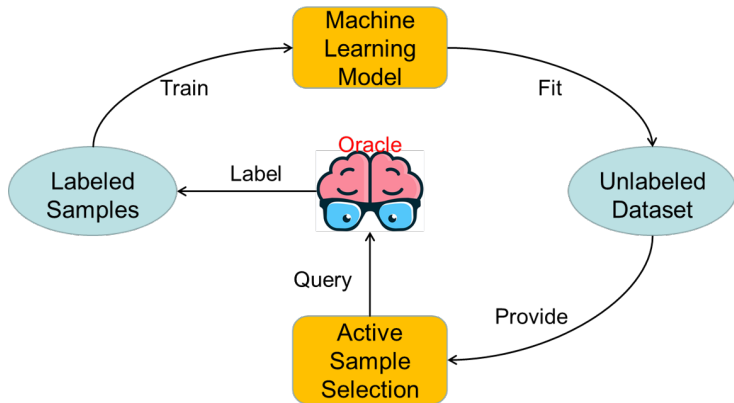 Machine
Learning
Model
Train
Fit
Oracle
Label
Labeled
Samples
Unlabeled
Dataset
Query
Provide
Active
Sample
Selection